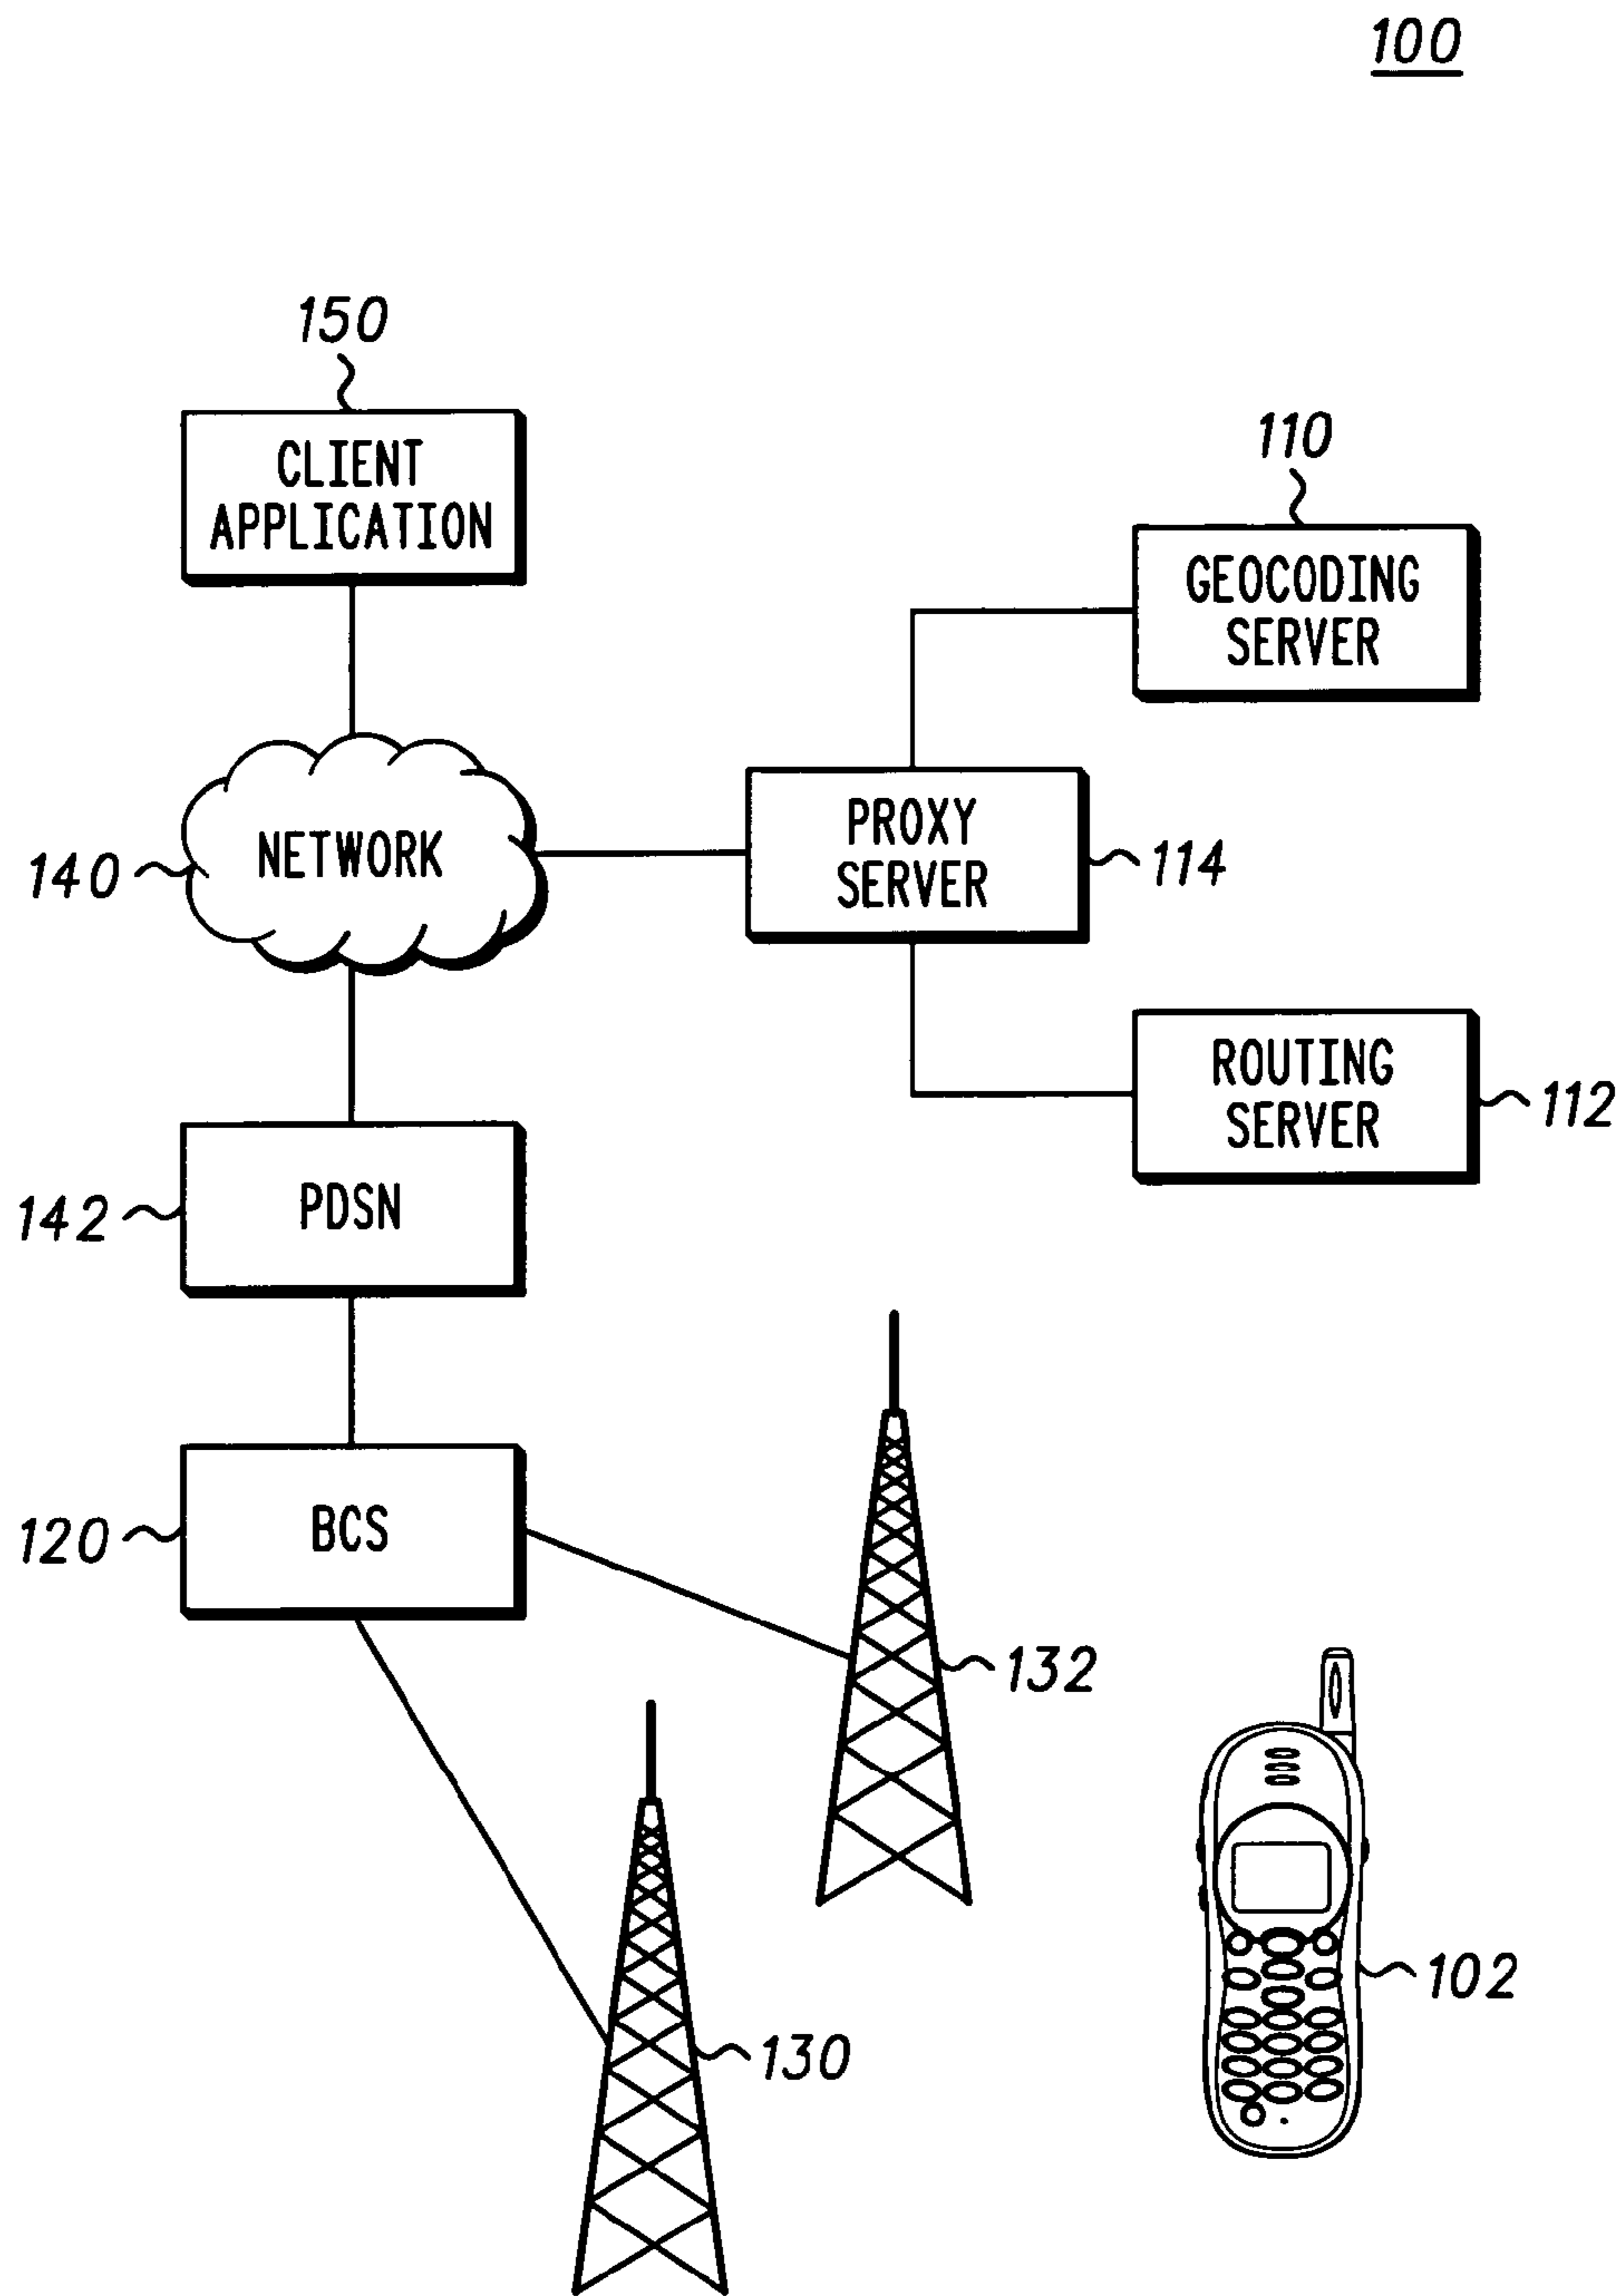 100
150
CLIENT
APPLICATION
110
GEOCODING
SERVER
140
NETWORK
PROXY
SERVER
114
ROUTING
SERVER
112
142
PDSN
120
BCS
132
102
130